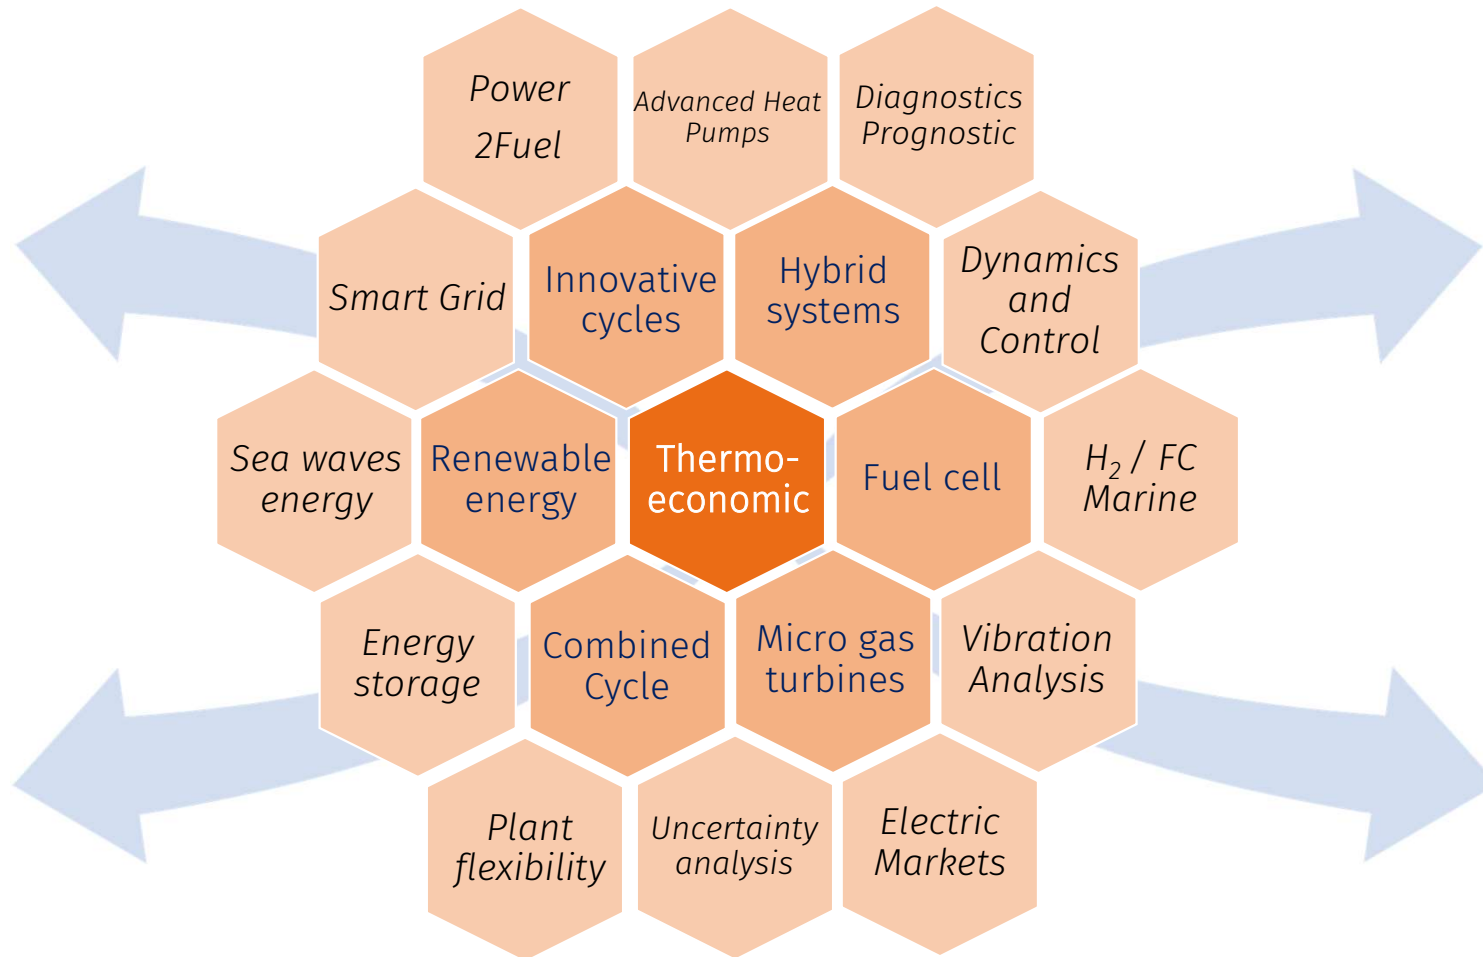 Power
2Fuel
Advanced Heat
Pumps
Diagnostics
Prognostic
Smart Grid
Innovative
cycles
Hybrid
systems
Dynamics
and
Control
Sea waves
energy
Renewable
energy
Thermo-
economic
Fuel cell
H₂ / FC
Marine
Energy
storage
Combined
Cycle
Micro gas
turbines
Vibration
Analysis
Plant
flexibility
Uncertainty
analysis
Electric
Markets